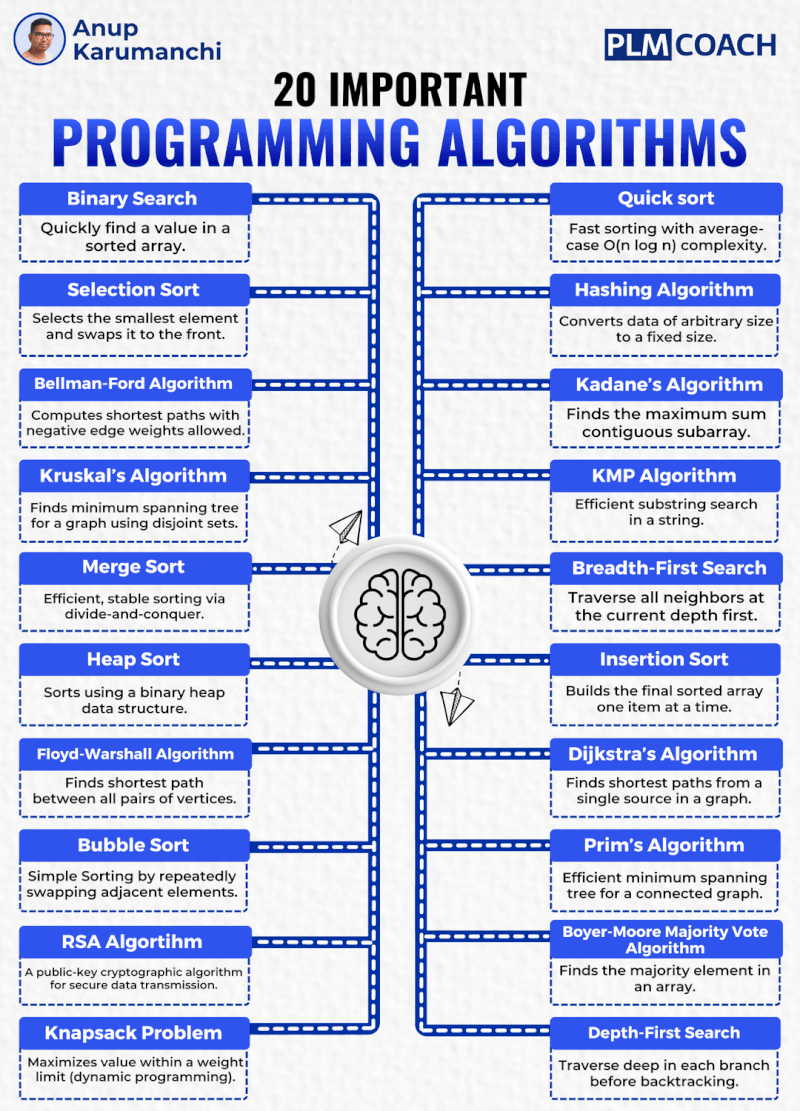 Anup
Karumanchi
PLMCOACH
20 IMPORTANT
PROGRAMMING ALGORITHMS
Binary Search
Quickly find a value in a
sorted array.
Selection Sort
Selects the smallest element
and swaps it to the front.
Bellman-Ford Algorithm
Computes shortest paths with
negative edge weights allowed.
Kruskal's Algorithm
Finds minimum spanning tree
for a graph using disjoint sets.
Merge Sort
Efficient, stable sorting via
divide-and-conquer.
Heap Sort
Sorts using a binary heap
data structure.
Floyd-Warshall Algorithm
Finds shortest path
between all pairs of vertices.
Bubble Sort
Simple Sorting by repeatedly
swapping adjacent elements.
RSA Algortihm
A public-key cryptographic algorithm
for secure data transmission.
Knapsack Problem
Maximizes value within a weight
limit (dynamic programming).
Quick sort
Fast sorting with average-
case O(n log n) complexity.
Hashing Algorithm
Converts data of arbitrary size
to a fixed size.
Kadane's Algorithm
Finds the maximum sum
contiguous subarray.
KMP Algorithm
Efficient substring search
in a string.
Breadth-First Search
Traverse all neighbors at
the current depth first.
Insertion Sort
Builds the final sorted array
one item at a time.
Dijkstra's Algorithm
Finds shortest paths from a
single source in a graph.
Prim's Algorithm
Efficient minimum spanning
tree for a connected graph.
Boyer-Moore Majority Vote
Algorithm
Finds the majority element in
an array.
Depth-First Search
Traverse deep in each branch
before backtracking.